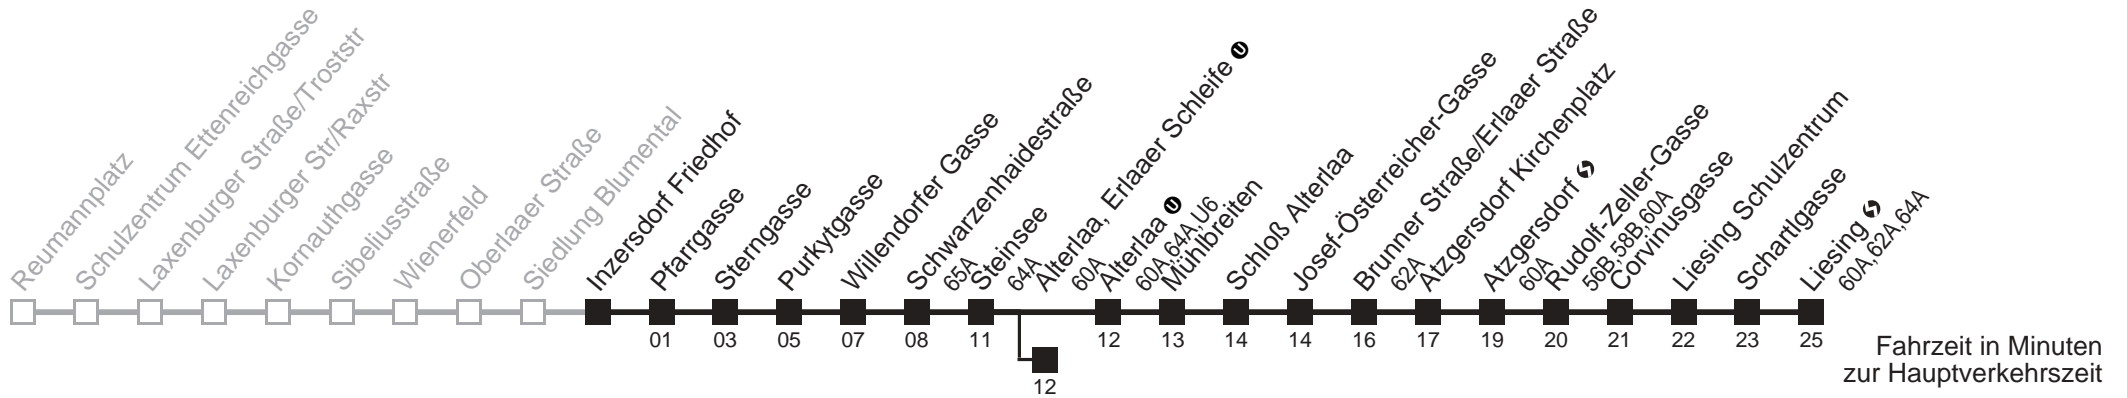 Reumannplatz
Schulzentrum Ettenreichgasse
Laxenburger Straße/Troststr
Laxenburger Str/Raxstr
Kornauthgasse
Sibeliusstraße
Wienerfeld
Oberlaaer Straße
Siedlung Blumental
Inzersdorf Friedhof
Pfarrgasse
Sterngasse
Purkytgasse
Willendorfer Gasse
Schwarzenhaidestraße
65A
Steinsee
64A
Alterlaa, Erlaaer Schleife U
60A
Alterlaa U
60A,64A,U6
Mühlbreiten
Schloß Alterlaa
Josef-Österreicher-Gasse
Brunner Straße/Erlaaer Straße
62A
Atzgersdorf Kirchenplatz
Atzgersdorf
60A
Rudolf-Zeller-Gasse
56B,58B,60A
Corvinusgasse
Liesing Schulzentrum
Schartlgasse
Liesing
60A,62A,64A
01 03 05 07 08 11 12 13 14 14 16 17 19 20 21 22 23 25
12
Fahrzeit in Minuten
zur Hauptverkehrszeit